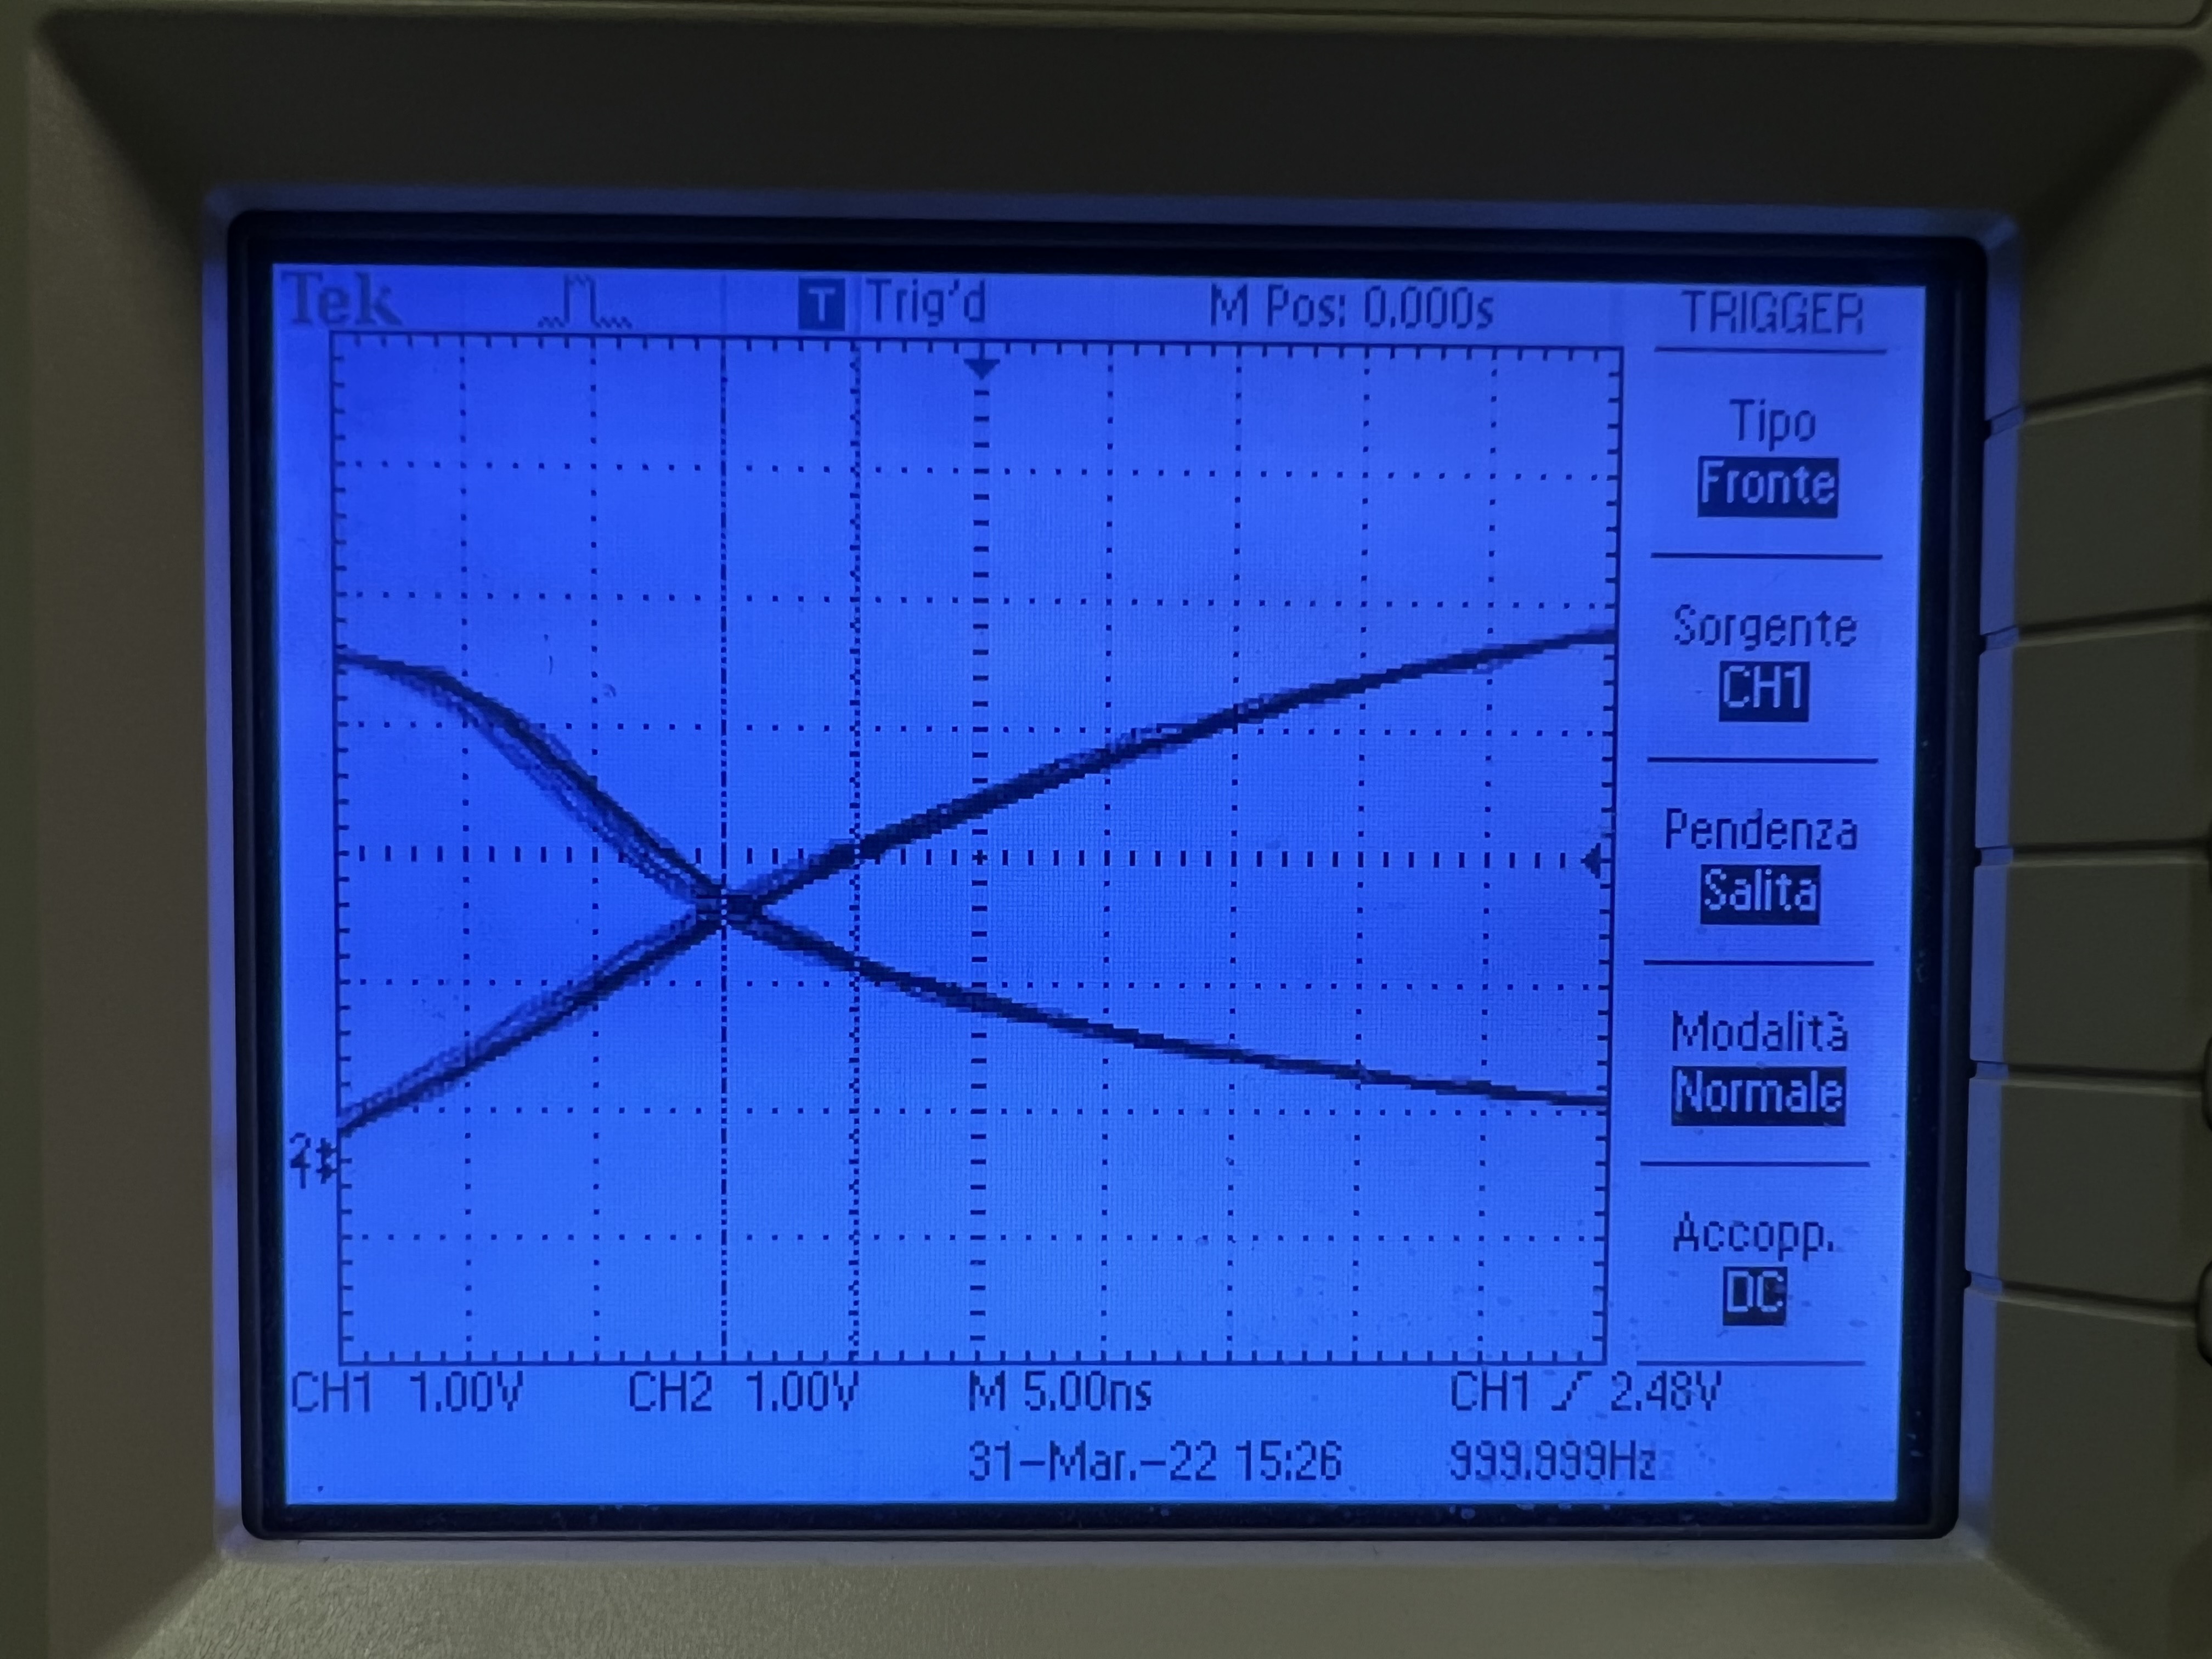 Tek T Trig'd M Pos: 0.000s TRIGGER
Tipo
Fronte
Sorgente
CH1
Pendenza
Salita
Modalità
Normale
Accopp.
DC
CH1 1.00V CH2 1.00V M 5.00ns CH1 2.48V
31-Mar.-22 15:26 999.999Hz